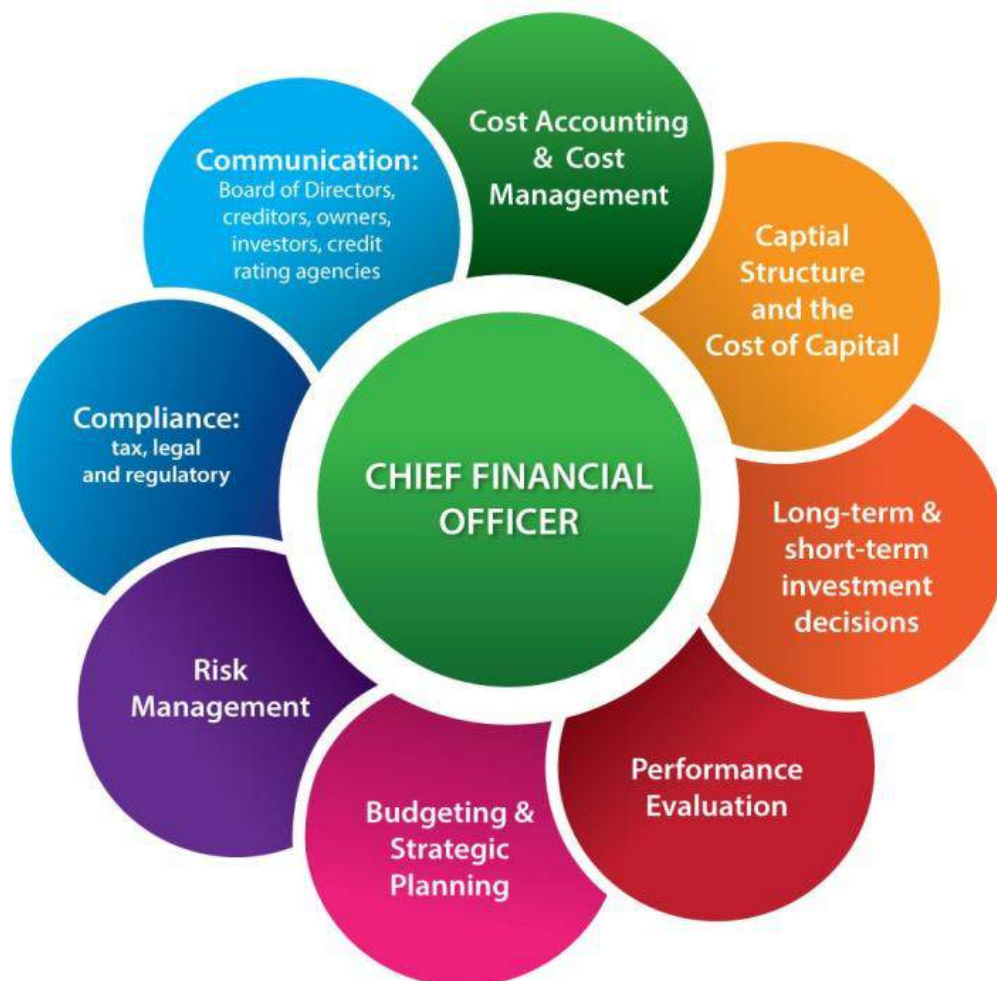 Cost Accounting
& Cost
Management
Captial
Structure
and the
Cost of Capital
Long-term &
short-term
investment
decisions
Performance
Evaluation
Budgeting &
Strategic
Planning
Risk
Management
Compliance:
tax, legal
and regulatory
Communication:
Board of Directors,
creditors, owners,
investors, credit
rating agencies
CHIEF FINANCIAL
OFFICER